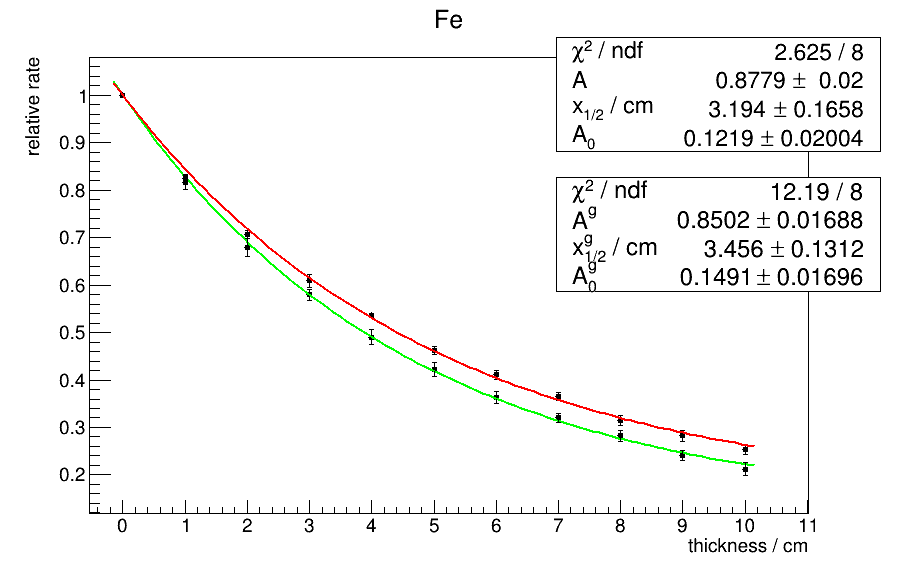 Fe
relative rate
χ² / ndf 2.625 / 8
A 0.8779 ± 0.02
x₁/₂ / cm 3.194 ± 0.1658
A₀ 0.1219 ± 0.02004
χ² / ndf 12.19 / 8
Aᵍ 0.8502 ± 0.01688
xᵍ₁/₂ / cm 3.456 ± 0.1312
Aᵍ₀ 0.1491 ± 0.01696
1
0.9
0.8
0.7
0.6
0.5
0.4
0.3
0.2
0 1 2 3 4 5 6 7 8 9 10 11
thickness / cm